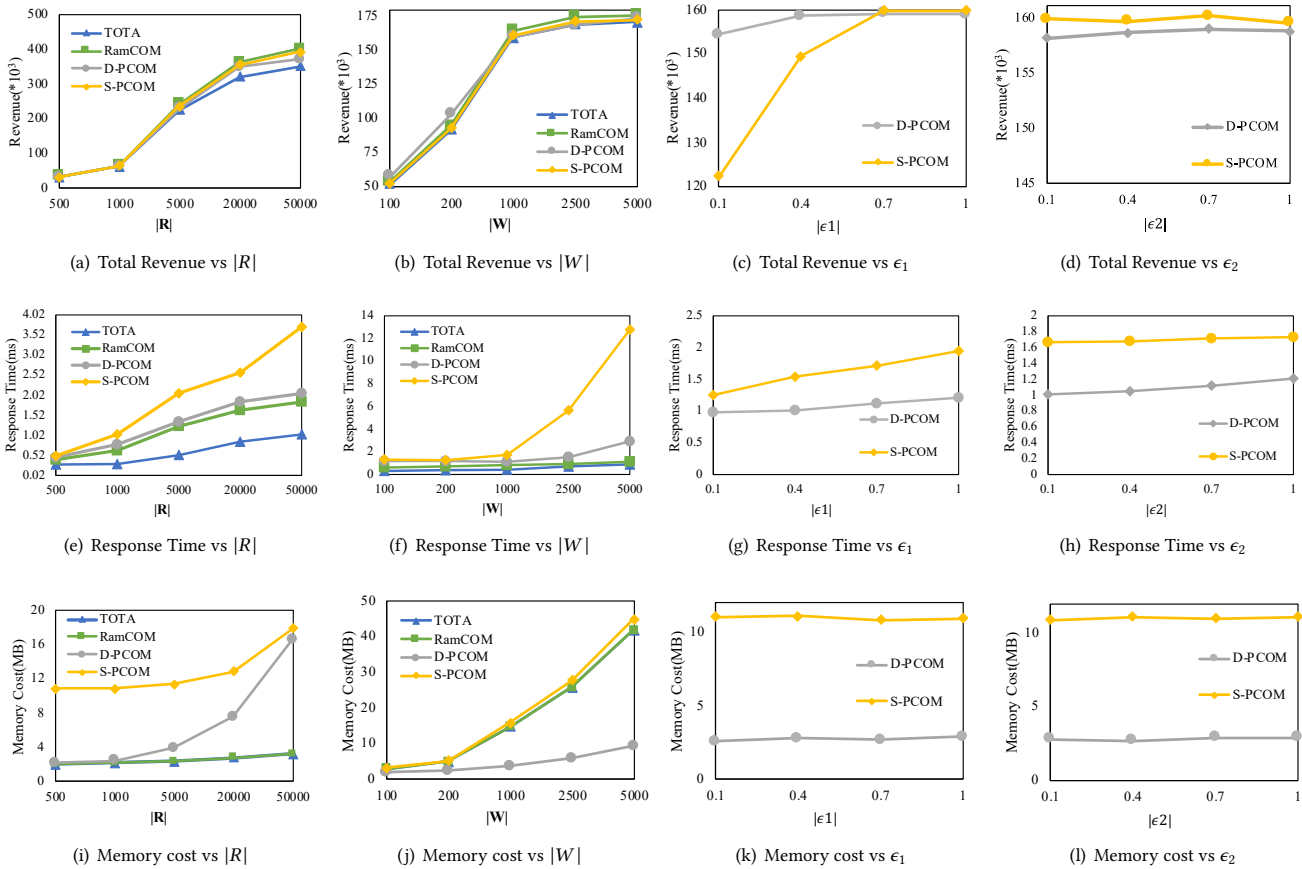 Revenue(*10³)
500
400
300
200
100
0
TOTA
RamCOM
D-PCOM
S-PCOM
500 1000 5000 20000 50000
|R|
(a) Total Revenue vs |R|
Revenue(*10³)
175
150
125
100
75
50
TOTA
RamCOM
D-PCOM
S-PCOM
100 200 1000 2500 5000
|W|
(b) Total Revenue vs |W|
Revenue(*10³)
160
150
140
130
120
D-PCOM
S-PCOM
0.1 0.4 0.7 1
|ϵ1|
(c) Total Revenue vs ϵ₁
Revenue(*10³)
160
155
150
145
D-PCOM
S-PCOM
0.1 0.4 0.7 1
|ϵ2|
(d) Total Revenue vs ϵ₂
Response Time(ms)
4.02
3.52
3.02
2.52
2.02
1.52
1.02
0.52
0.02
TOTA
RamCOM
D-PCOM
S-PCOM
500 1000 5000 20000 50000
|R|
(e) Response Time vs |R|
Response Time(ms)
14
12
10
8
6
4
2
0
TOTA
RamCOM
D-PCOM
S-PCOM
100 200 1000 2500 5000
|W|
(f) Response Time vs |W|
Response Time(ms)
2.5
2
1.5
1
0.5
0
D-PCOM
S-PCOM
0.1 0.4 0.7 1
|ϵ1|
(g) Response Time vs ϵ₁
Response Time(ms)
2
1.8
1.6
1.4
1.2
1
0.8
0.6
0.4
0.2
0
D-PCOM
S-PCOM
0.1 0.4 0.7 1
|ϵ2|
(h) Response Time vs ϵ₂
Memory Cost(MB)
20
16
12
8
4
0
TOTA
RamCOM
D-PCOM
S-PCOM
500 1000 5000 20000 50000
|R|
(i) Memory cost vs |R|
Memory Cost(MB)
50
40
30
20
10
0
TOTA
RamCOM
D-PCOM
S-PCOM
100 200 1000 2500 5000
|W|
(j) Memory cost vs |W|
Memory Cost(MB)
10
5
0
D-PCOM
S-PCOM
0.1 0.4 0.7 1
|ϵ1|
(k) Memory cost vs ϵ₁
Memory Cost(MB)
10
5
0
D-PCOM
S-PCOM
0.1 0.4 0.7 1
|ϵ2|
(l) Memory cost vs ϵ₂